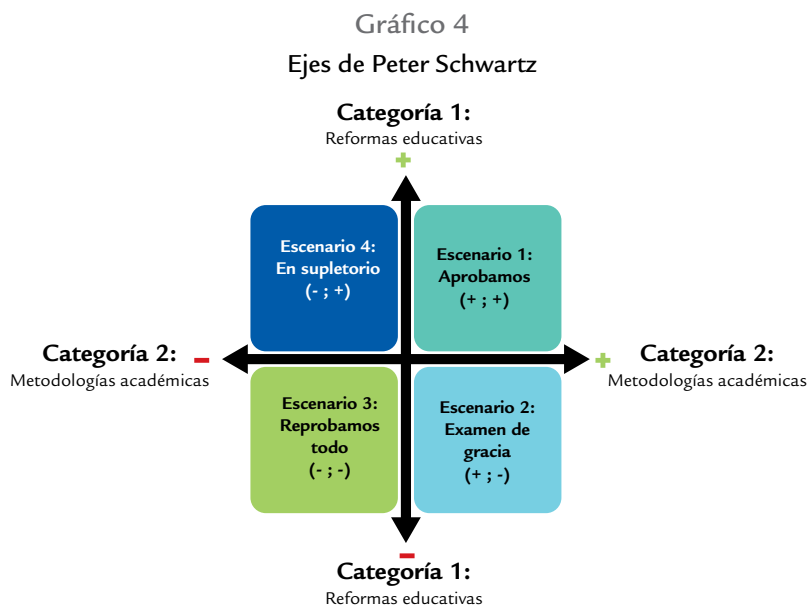 Gráfico 4
Ejes de Peter Schwartz
Categoría 1:
Reformas educativas
+
Escenario 4:
En supletorio
(- ; +)
Escenario 1:
Aprobamos
(+ ; +)
Categoría 2: -
Metodologías académicas
+ Categoría 2:
Metodologías académicas
Escenario 3:
Reprobamos
todo
(- ; -)
Escenario 2:
Examen de
gracia
(+ ; -)
-
Categoría 1:
Reformas educativas